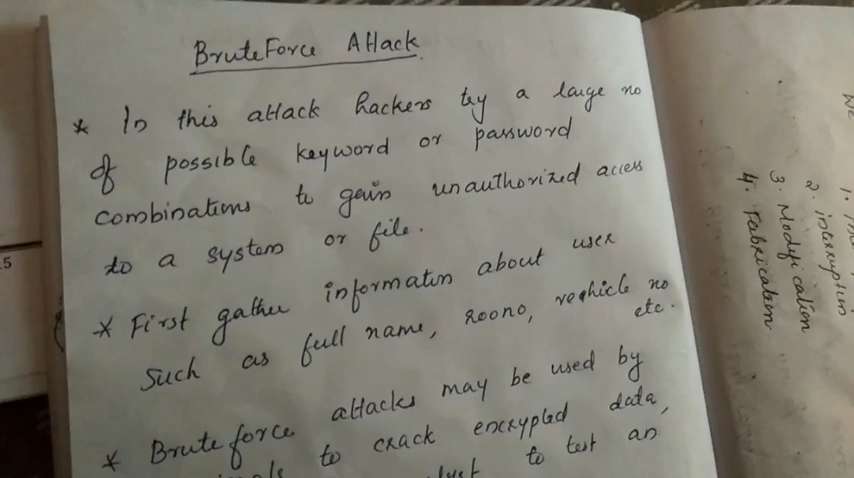 BruteForce Attack
* In this attack hackers try a large no
of possible keyword or password
combinations to gain unauthorized access
to a system or file.
* First gather information about user
Such as full name, roono, vechicle no
etc.
* Brute force attacks may be used by
to crack encrypted data,
to test an
2. interruption
3. Modification
4. Fabrication
.5